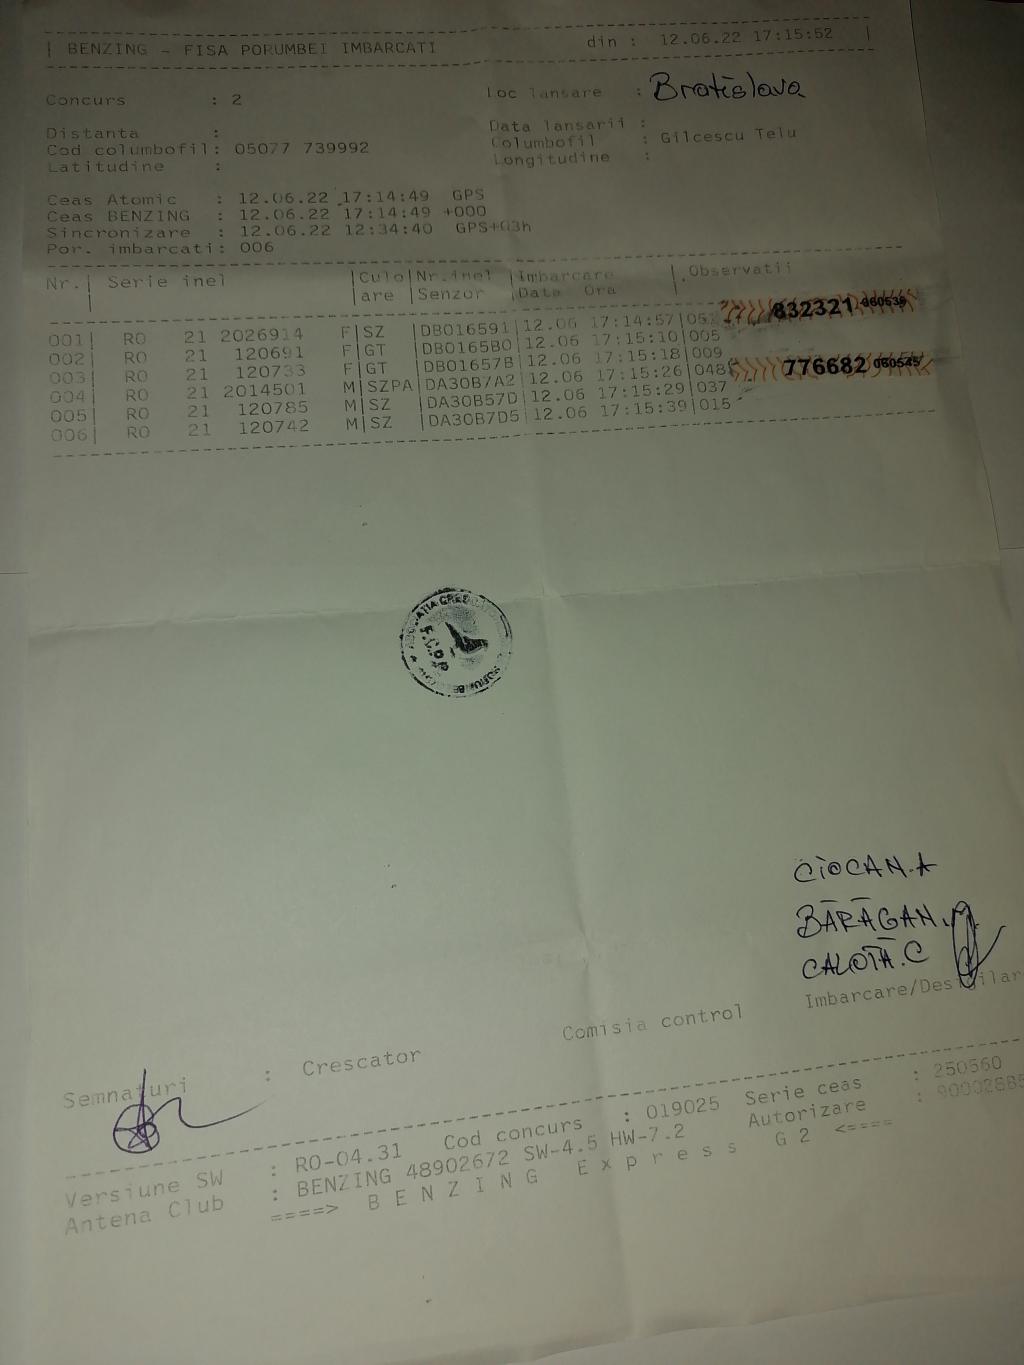 | BENZING - FISA PORUMBEI IMBARCATI din : 12.06.22 17:15:52 |
Concurs : 2 Loc lansare : Bratislava
Distanta : Data lansarii :
Cod columbofil: 05077 739992 Columbofil : Gilcescu Telu
Latitudine : Longitudine :
Ceas Atomic : 12.06.22 17:14:49 GPS
Ceas BENZING : 12.06.22 17:14:49 +000
Sincronizare : 12.06.22 12:34:40 GPS+03h
Por. imbarcati: 006
Nr.| Serie inel |Culo|Nr.inel |Imbarcare | Observatii
| |are |Senzor |Data Ora |
001| RO 21 2026914 F|SZ |DB016591|12.06 17:14:57| 832321 060539
002| RO 21 120691 F|GT |DB0165B0|12.06 17:15:10|005
003| RO 21 120733 F|GT |DB01657B|12.06 17:15:18|009
004| RO 21 2014501 M|SZPA|DA30B7A2|12.06 17:15:26|048 776682 060545
005| RO 21 120785 M|SZ |DA30B57D|12.06 17:15:29|037
006| RO 21 120742 M|SZ |DA30B7D5|12.06 17:15:39|015
F.C.P.R
CIOCAN.A
BĂRĂGAN.
CALOTĂ.C
Semnaturi : Crescator Comisia control Imbarcare/Desigilar
Versiune SW : RO-04.31 Cod concurs : 019025 Serie ceas : 250560
Antena Club : BENZING 48902672 SW-4.5 HW-7.2 Autorizare :
====> B E N Z I N G E x p r e s s G 2 <====